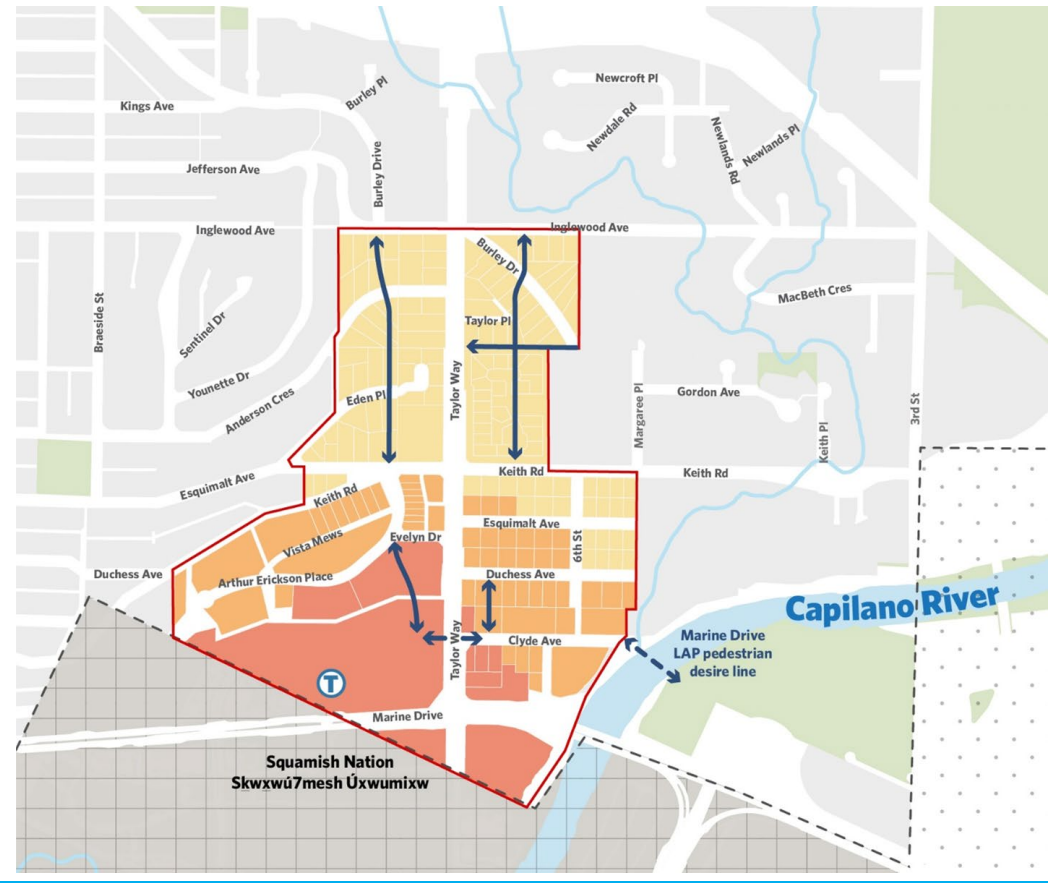 Newcroft Pl
Burley Pl
Kings Ave
Newdale Rd
Newlands Rd
Newlands Pl
Jefferson Ave
Burley Drive
Inglewood Ave
Inglewood Ave
Burley Dr
MacBeth Cres
Braeside St
Sentinel Dr
Taylor Pl
Younette Dr
Taylor Way
Eden Pl
Anderson Cres
Margaree Pl
Gordon Ave
3rd St
Keith Pl
Keith Rd
Keith Rd
Esquimalt Ave
Keith Rd
Esquimalt Ave
Vista Mews
Evelyn Dr
6th St
Duchess Ave
Arthur Erickson Place
Duchess Ave
Capilano River
Taylor Way
Clyde Ave
Marine Drive
LAP pedestrian
desire line
T
Marine Drive
Squamish Nation
Skwxwú7mesh Úxwumixw